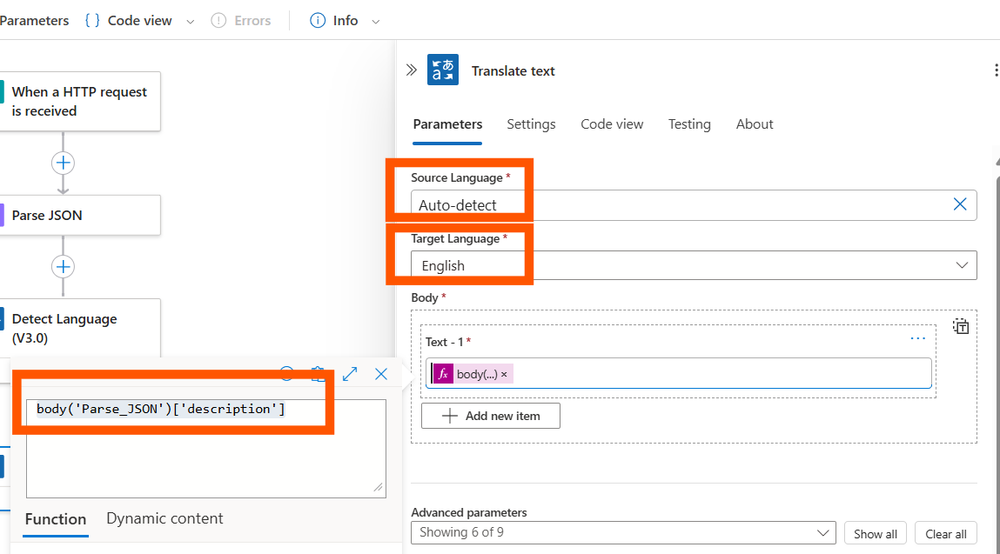 Parameters { } Code view Errors Info
When a HTTP request
is received
Parse JSON
Detect Language
(V3.0)
body('Parse_JSON')['description']
Function Dynamic content
Translate text
Parameters Settings Code view Testing About
Source Language *
Auto-detect
Target Language *
English
Body *
Text - 1 *
fx body(...) ×
Add new item
Advanced parameters
Showing 6 of 9
Show all Clear all